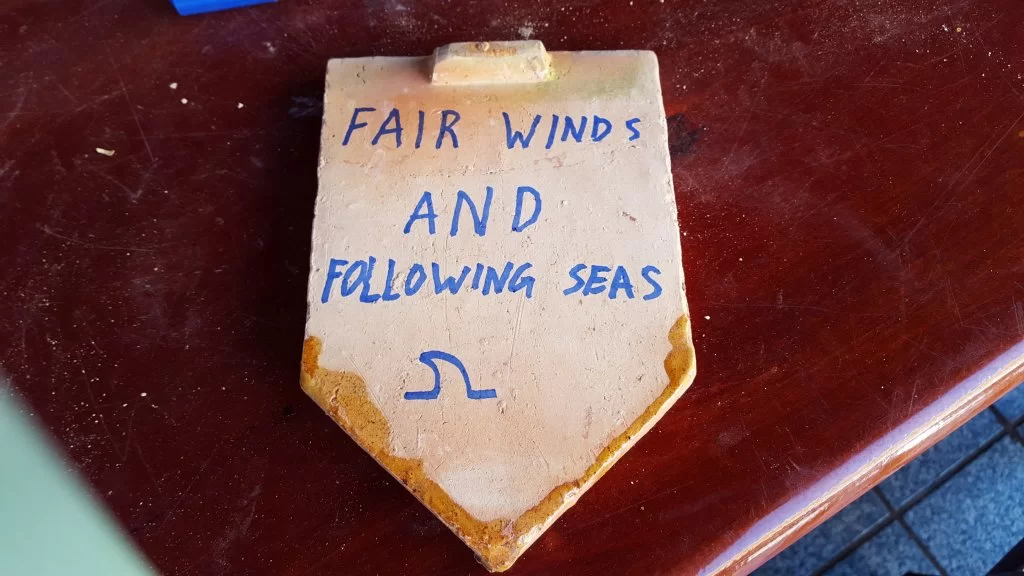 FAIR WINDS
AND
FOLLOWING SEAS